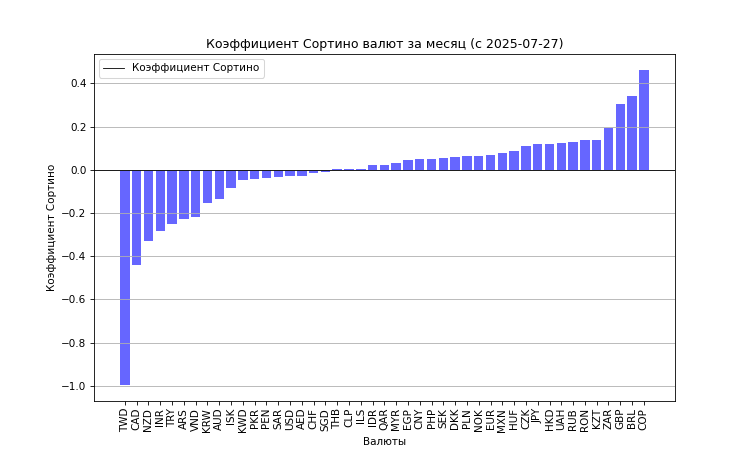 Коэффициент Сортино валют за месяц (с 2025-07-27)
Коэффициент Сортино
0.4
0.2
0.0
−0.2
−0.4
−0.6
−0.8
−1.0
Коэффициент Сортино
TWD
CAD
NZD
INR
TRY
ARS
VND
KRW
AUD
ISK
KWD
PKR
PEN
SAR
USD
AED
CHF
SGD
THB
CLP
ILS
IDR
QAR
MYR
EGP
CNY
PHP
SEK
DKK
PLN
NOK
EUR
MXN
HUF
CZK
JPY
HKD
UAH
RUB
RON
KZT
ZAR
GBP
BRL
COP
Валюты